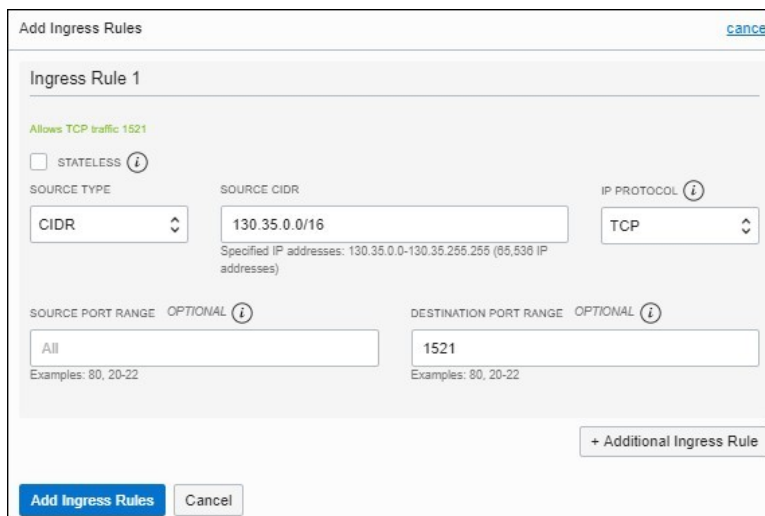 Add Ingress Rules cance
Ingress Rule 1
Allows TCP traffic 1521
STATELESS i
SOURCE TYPE SOURCE CIDR IP PROTOCOL i
CIDR 130.35.0.0/16 TCP
Specified IP addresses: 130.35.0.0-130.35.255.255 (65,536 IP
addresses)
SOURCE PORT RANGE OPTIONAL i DESTINATION PORT RANGE OPTIONAL i
All 1521
Examples: 80, 20-22 Examples: 80, 20-22
+ Additional Ingress Rule
Add Ingress Rules Cancel